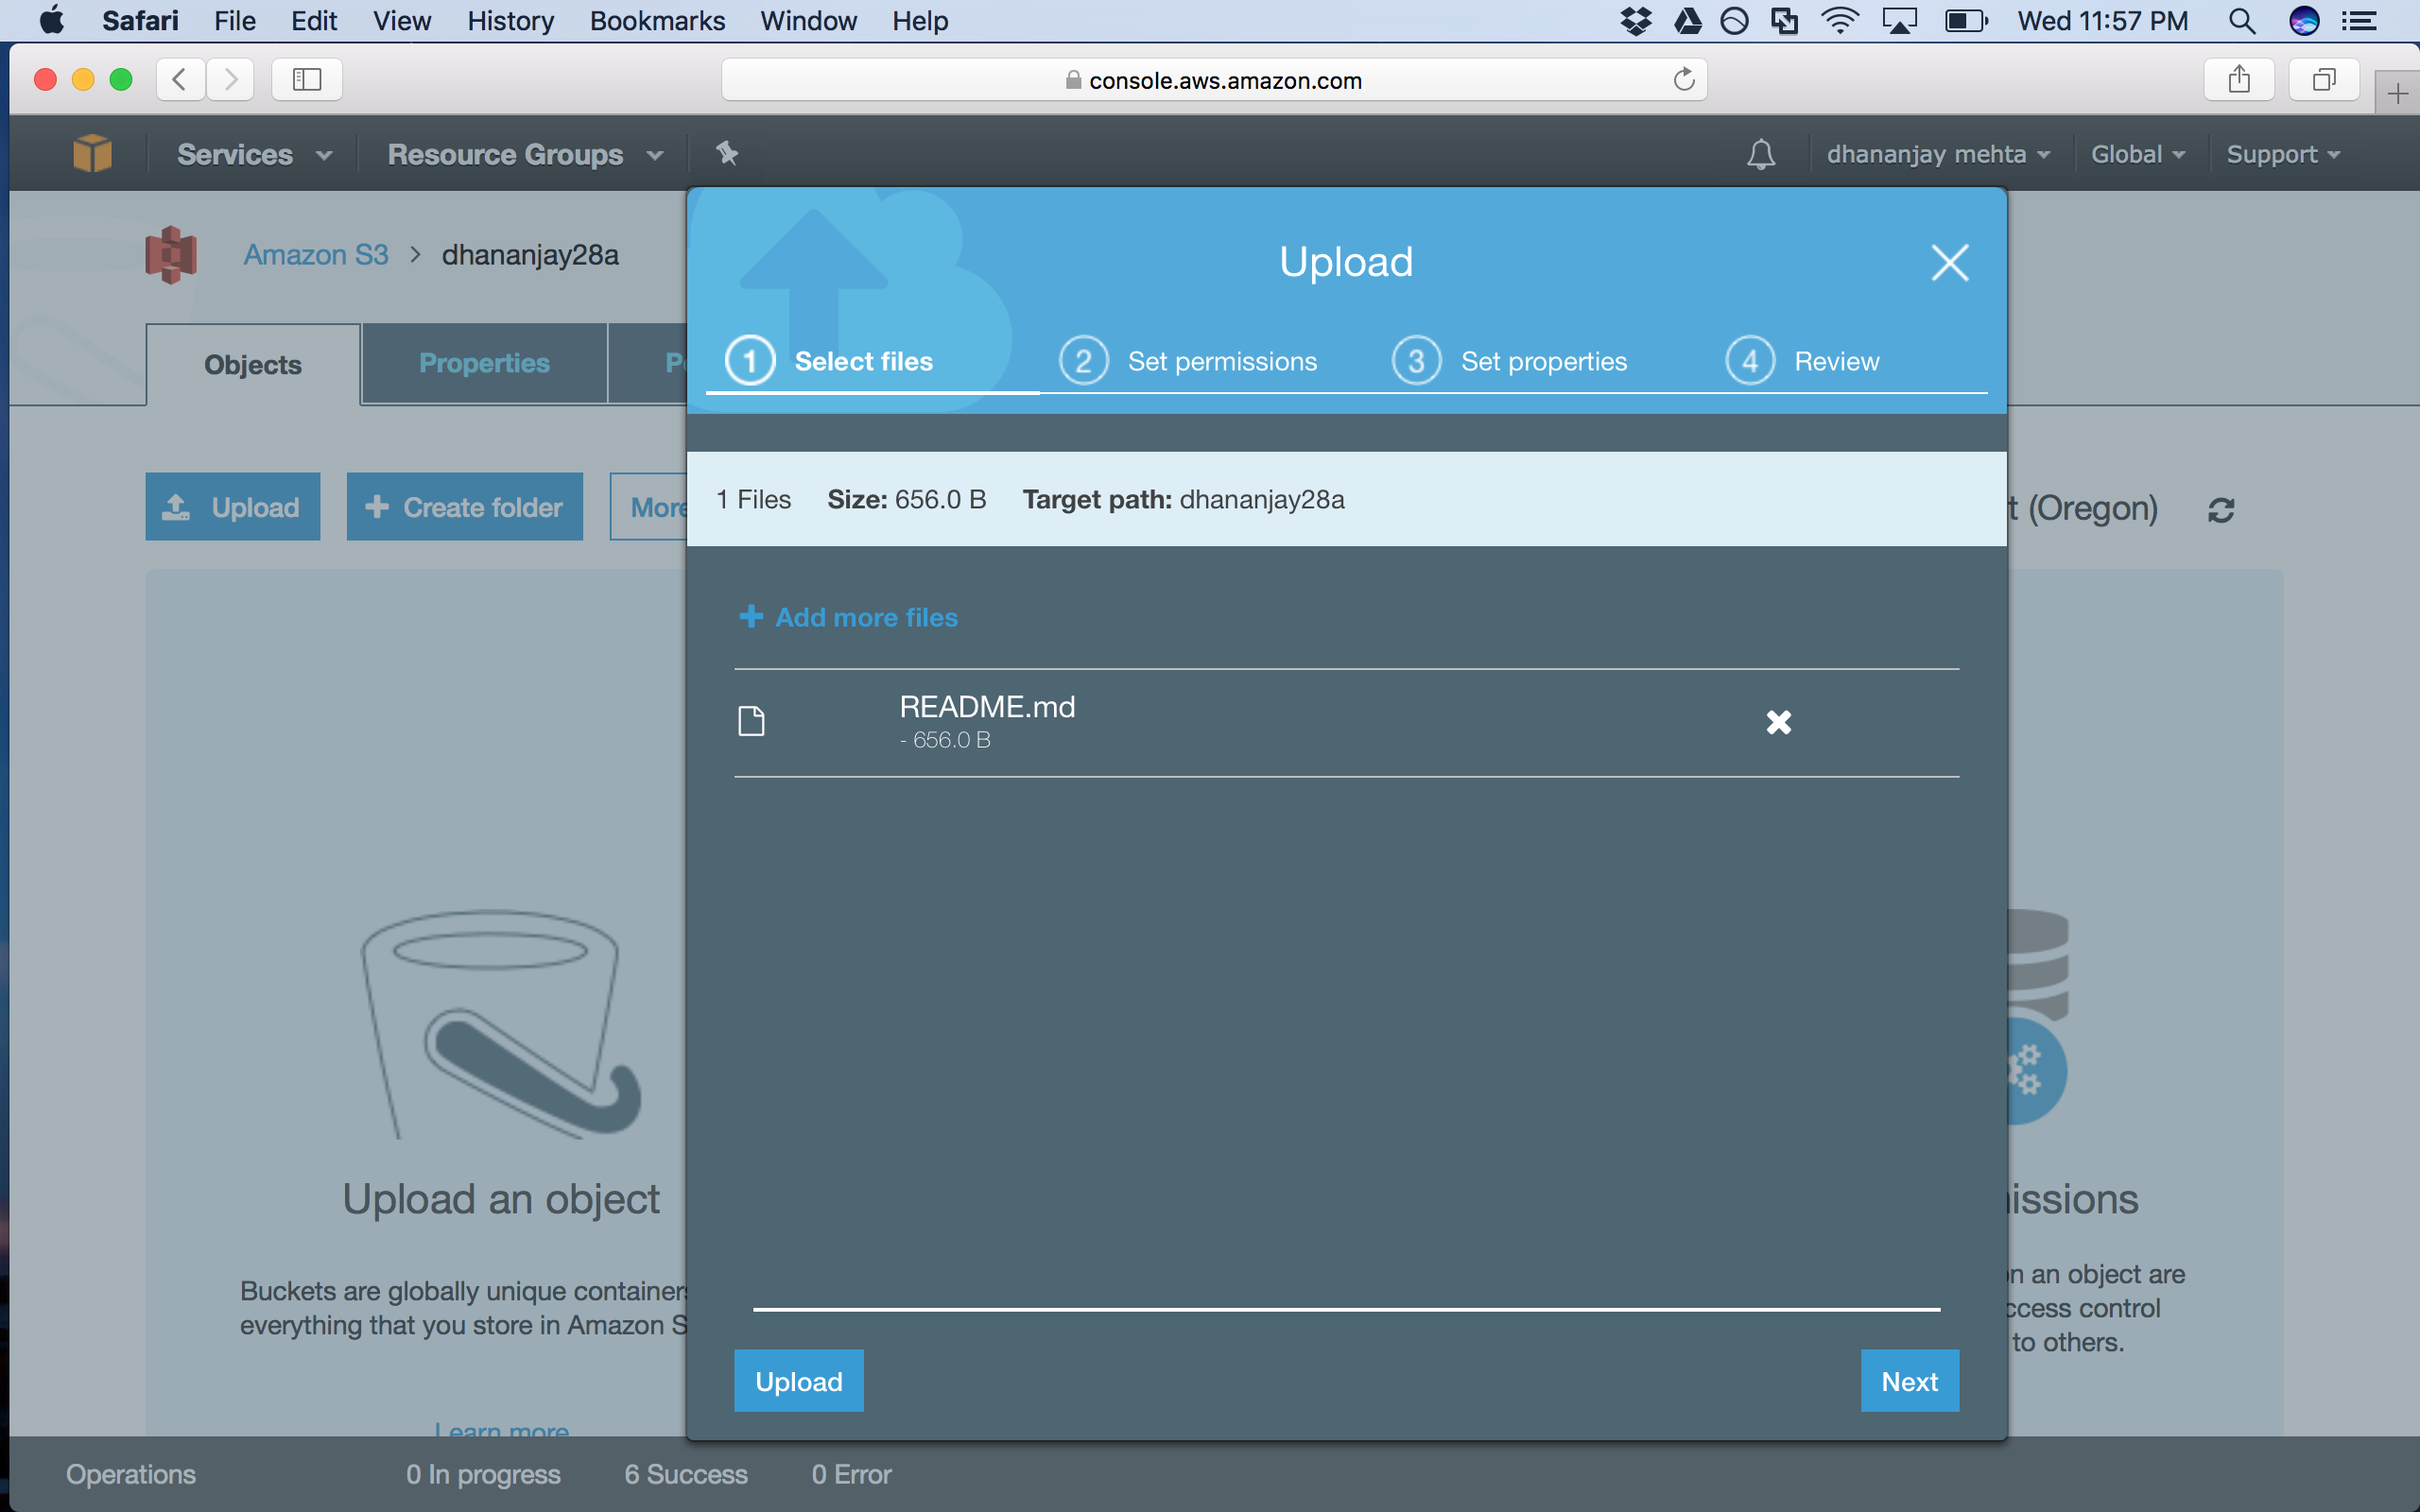 Safari File Edit View History Bookmarks Window Help Wed 11:57 PM
console.aws.amazon.com
Services Resource Groups dhananjay mehta Global Support
Amazon S3 > dhananjay28a
Upload
1 Select files 2 Set permissions 3 Set properties 4 Review
Objects Properties
Upload Create folder More
1 Files Size: 656.0 B Target path: dhananjay28a
(Oregon)
+ Add more files
README.md
- 656.0 B
Upload an object
Buckets are globally unique containers
everything that you store in Amazon S
Learn more
issions
an object are
ccess control
to others.
Upload Next
Operations 0 In progress 6 Success 0 Error